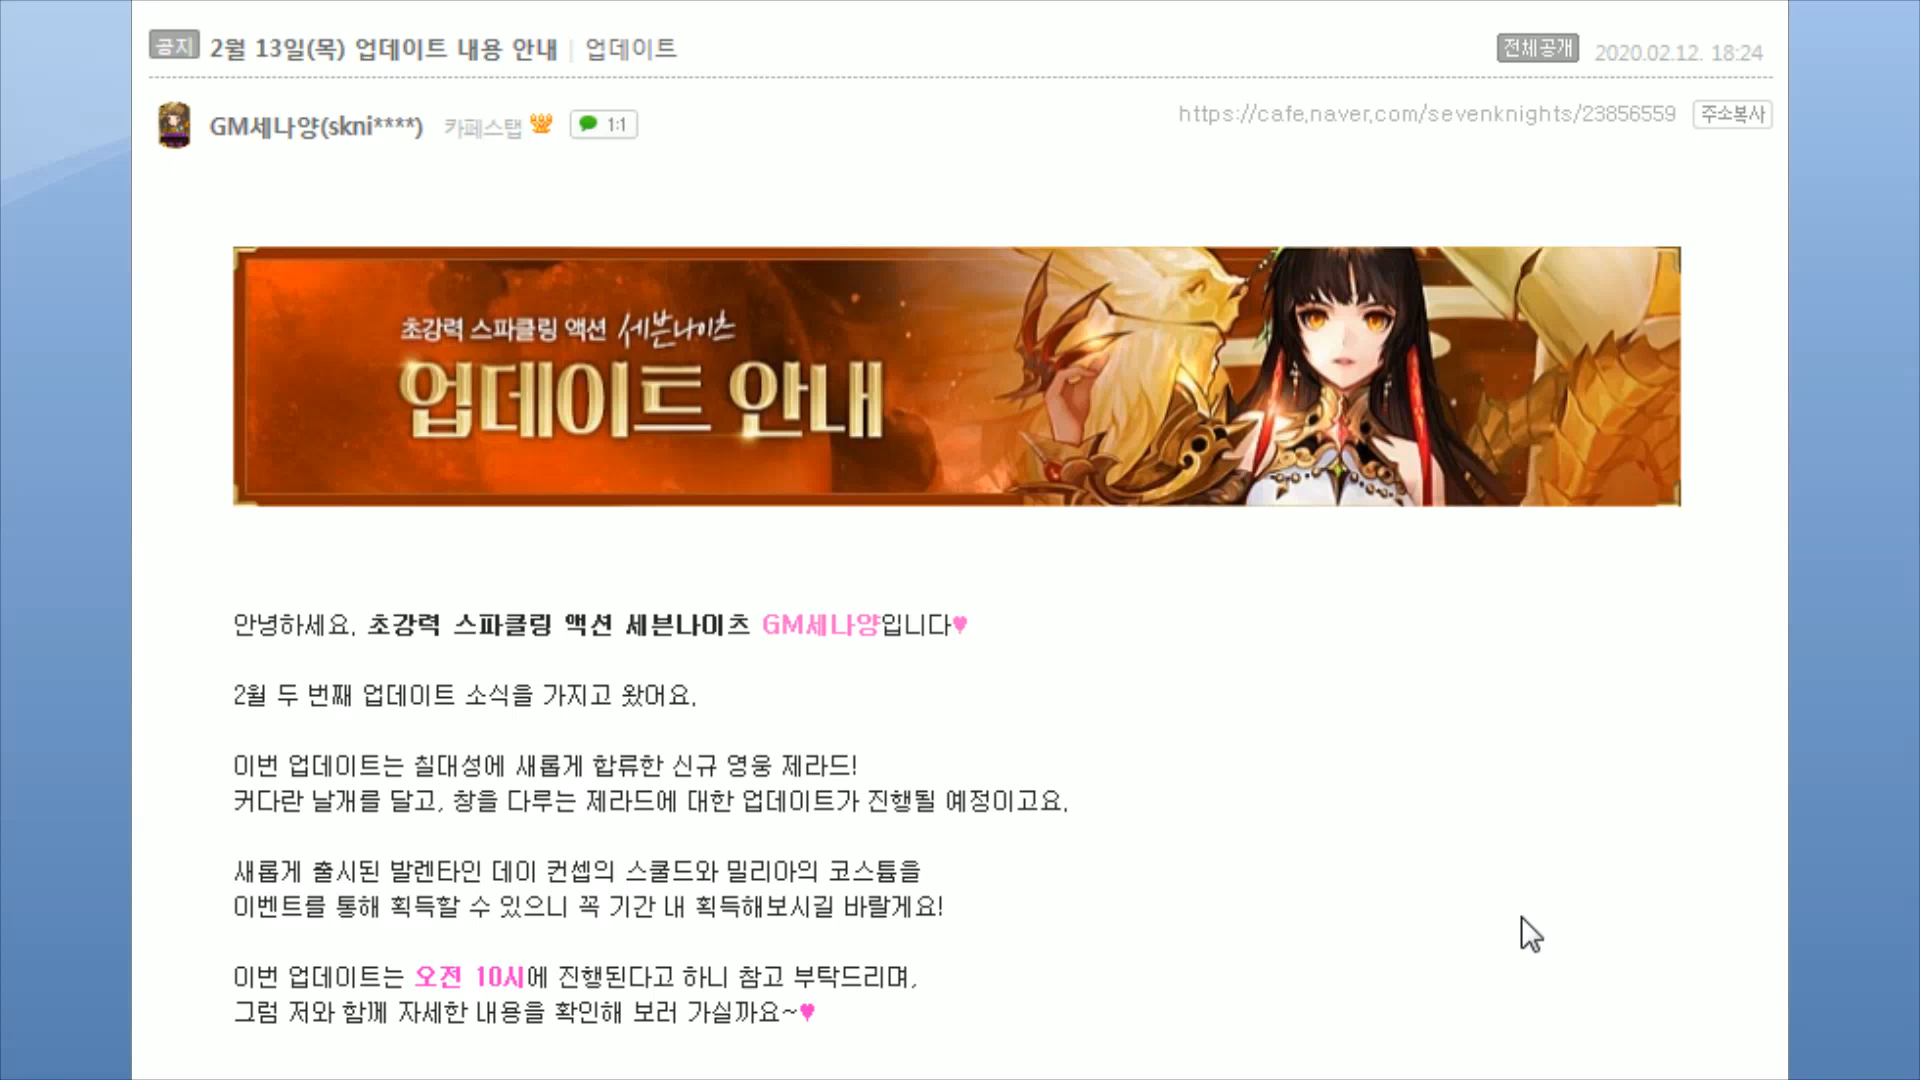 공지 2월 13일(목) 업데이트 내용 안내 | 업데이트
전체공개 2020.02.12. 18:24
GM세나양(skni****) 카페스탭 1:1
https://cafe.naver.com/sevenknights/23856559 주소복사
초강력 스파클링 액션 세븐나이츠
업데이트 안내
안녕하세요. 초강력 스파클링 액션 세븐나이츠 GM세나양입니다♥
2월 두 번째 업데이트 소식을 가지고 왔어요.
이번 업데이트는 칠대성에 새롭게 합류한 신규 영웅 제라드!
커다란 날개를 달고, 창을 다루는 제라드에 대한 업데이트가 진행될 예정이고요.
새롭게 출시된 발렌타인 데이 컨셉의 스쿨드와 밀리아의 코스튬을
이벤트를 통해 획득할 수 있으니 꼭 기간 내 획득해보시길 바랄게요!
이번 업데이트는 오전 10시에 진행된다고 하니 참고 부탁드리며,
그럼 저와 함께 자세한 내용을 확인해 보러 가실까요~♥